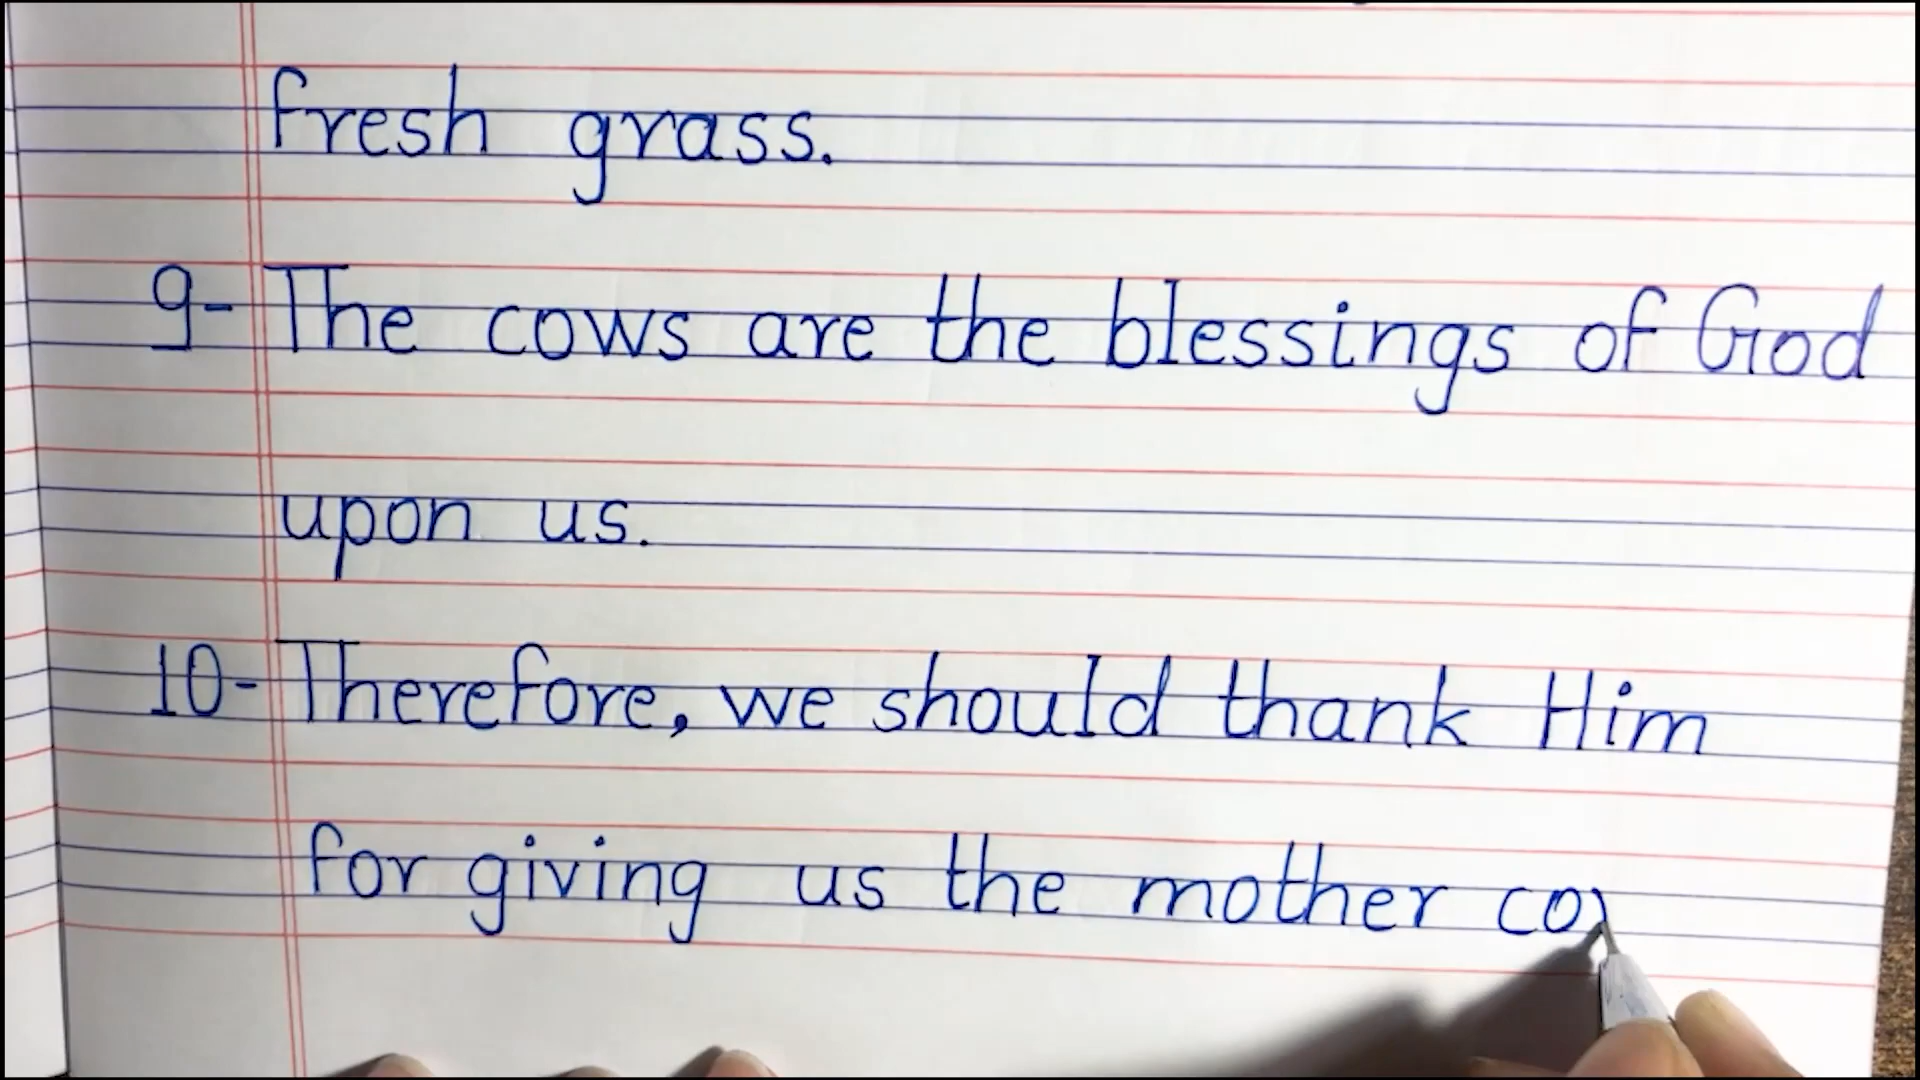 fresh grass.
9- The cows are the blessings of God
upon us.
10- Therefore, we should thank Him
for giving us the mother